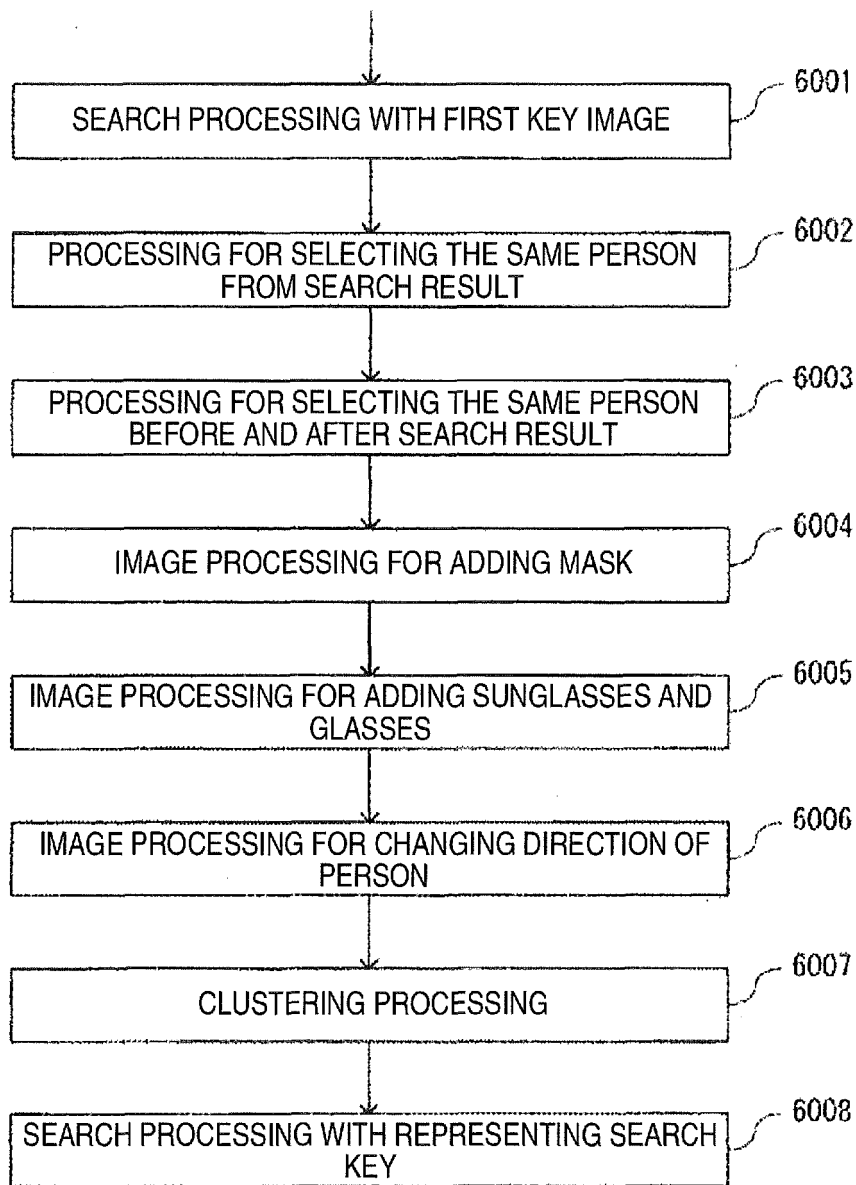 6001
SEARCH PROCESSING WITH FIRST KEY IMAGE
6002
PROCESSING FOR SELECTING THE SAME PERSON
FROM SEARCH RESULT
6003
PROCESSING FOR SELECTING THE SAME PERSON
BEFORE AND AFTER SEARCH RESULT
6004
IMAGE PROCESSING FOR ADDING MASK
6005
IMAGE PROCESSING FOR ADDING SUNGLASSES AND
GLASSES
6006
IMAGE PROCESSING FOR CHANGING DIRECTION OF
PERSON
6007
CLUSTERING PROCESSING
6008
SEARCH PROCESSING WITH REPRESENTING SEARCH
KEY